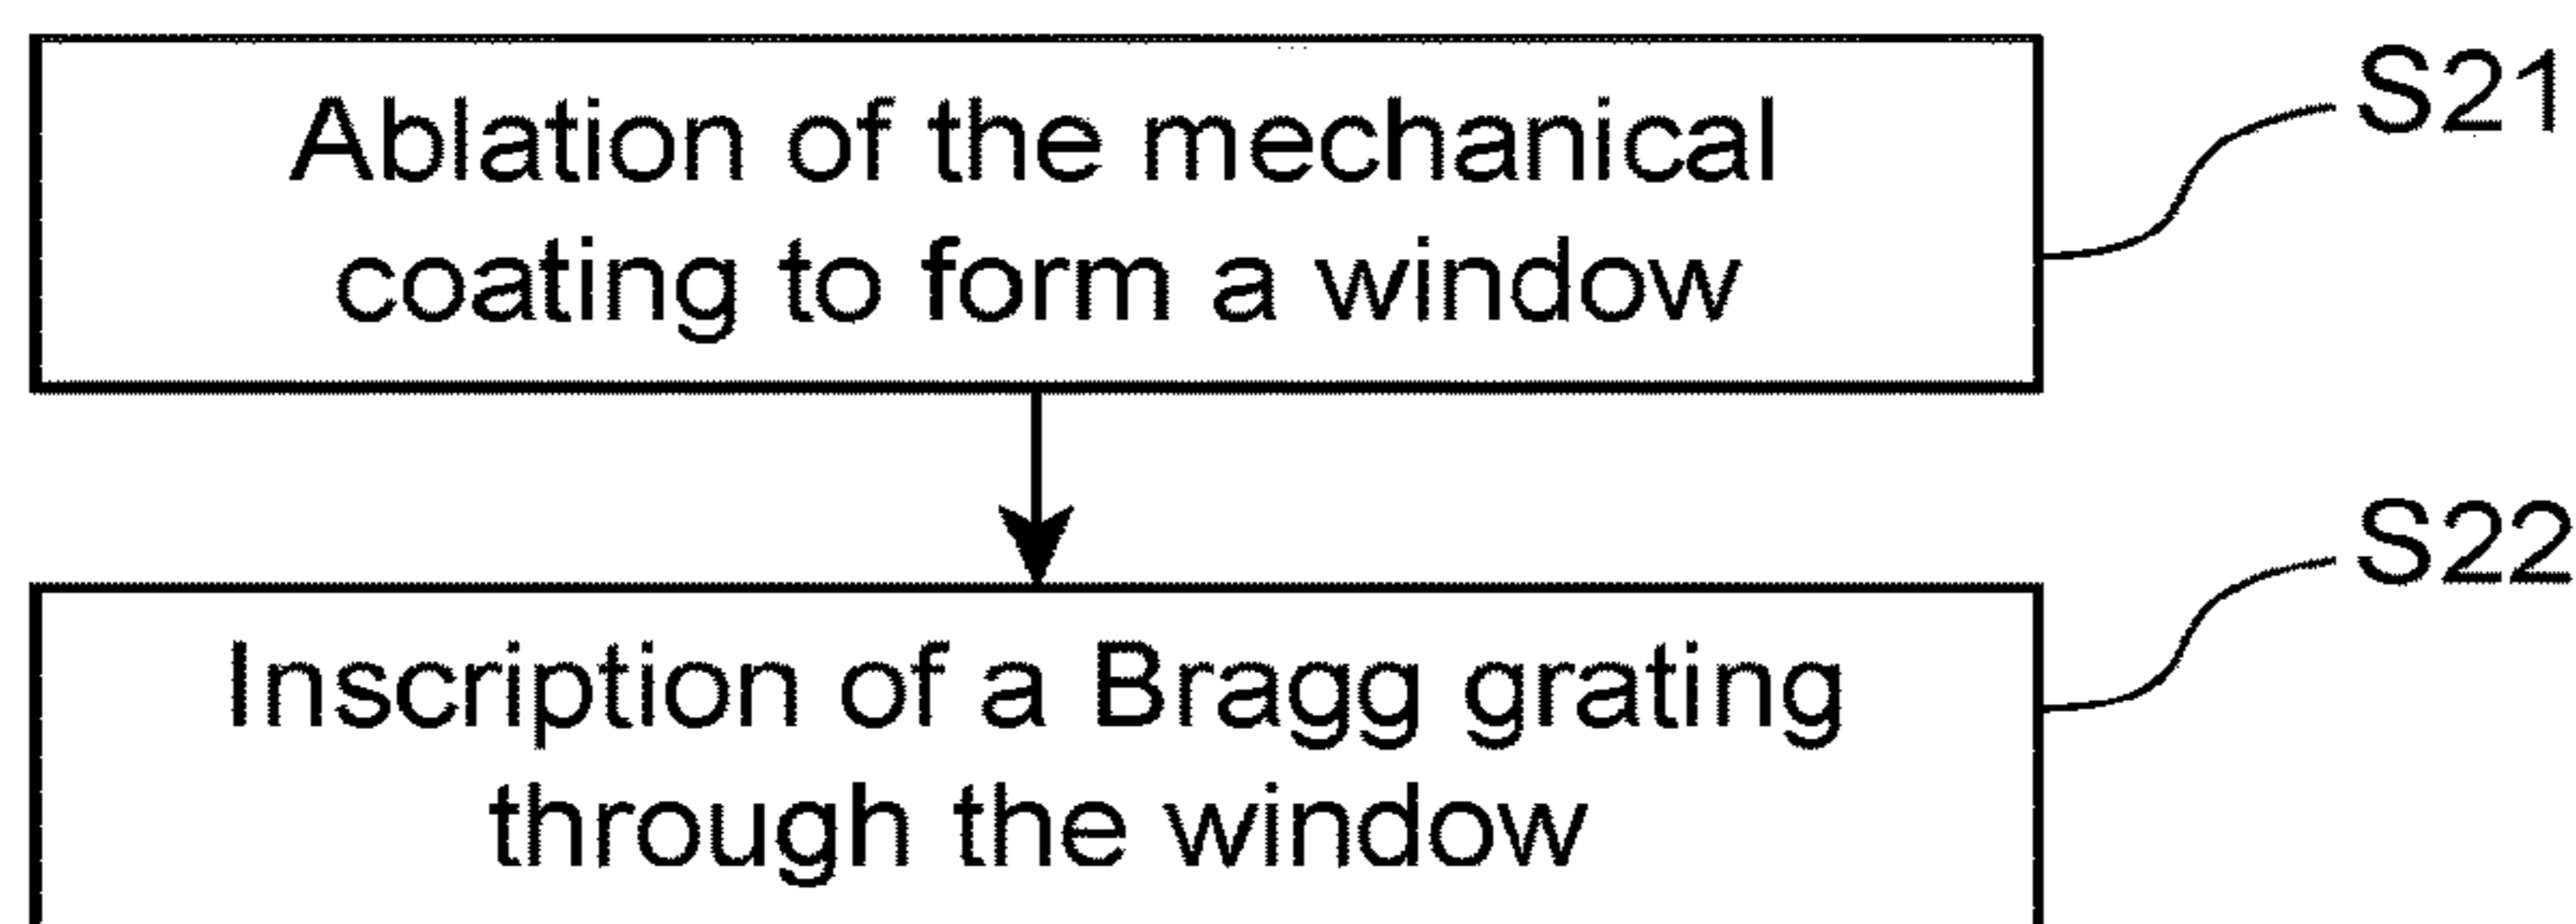 Ablation of the mechanical
coating to form a window
S21
Inscription of a Bragg grating
through the window
S22